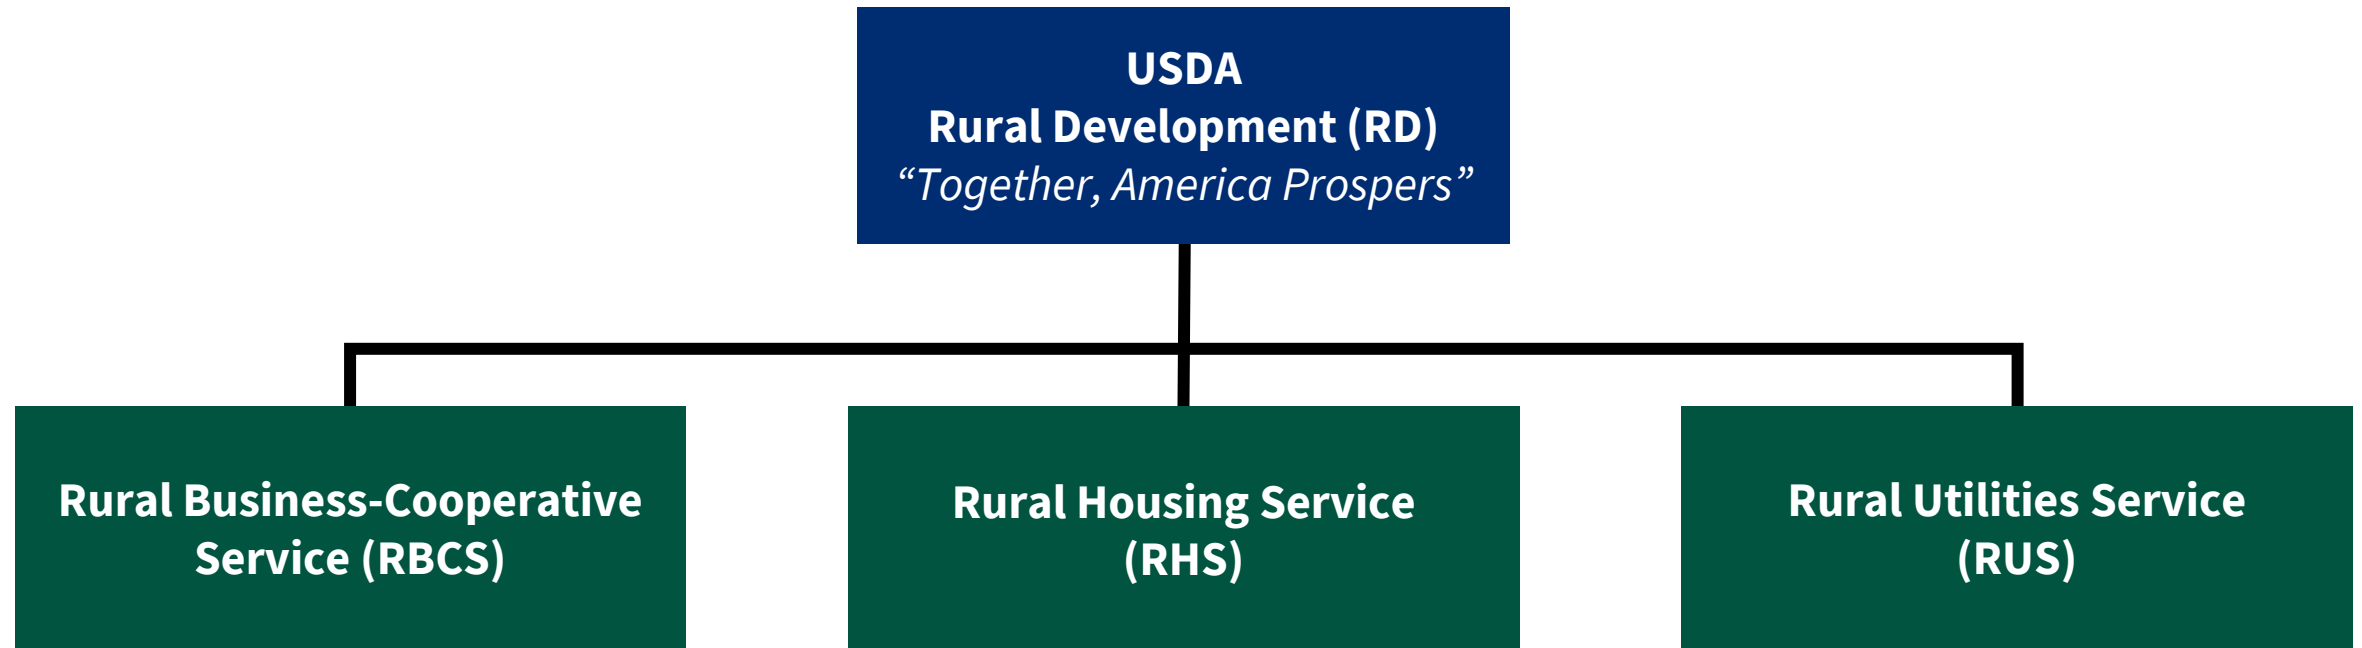 USDA
Rural Development (RD)
“Together, America Prospers”
Rural Business-Cooperative
Service (RBCS)
Rural Housing Service
(RHS)
Rural Utilities Service
(RUS)